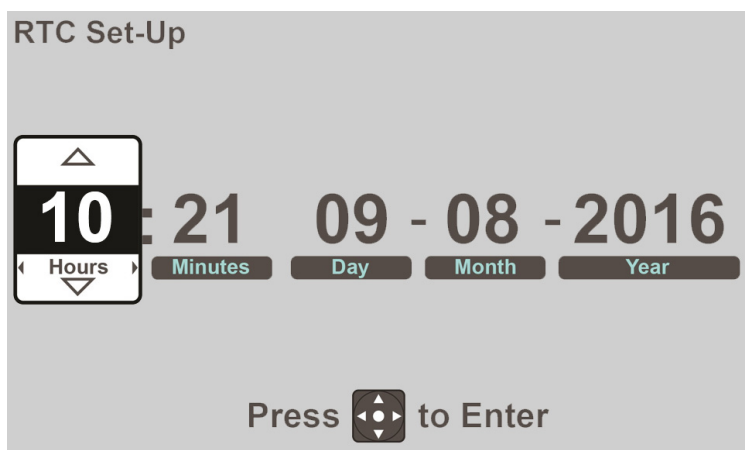 RTC Set-Up
10 : 21 09 - 08 - 2016
Hours Minutes Day Month Year
Press to Enter